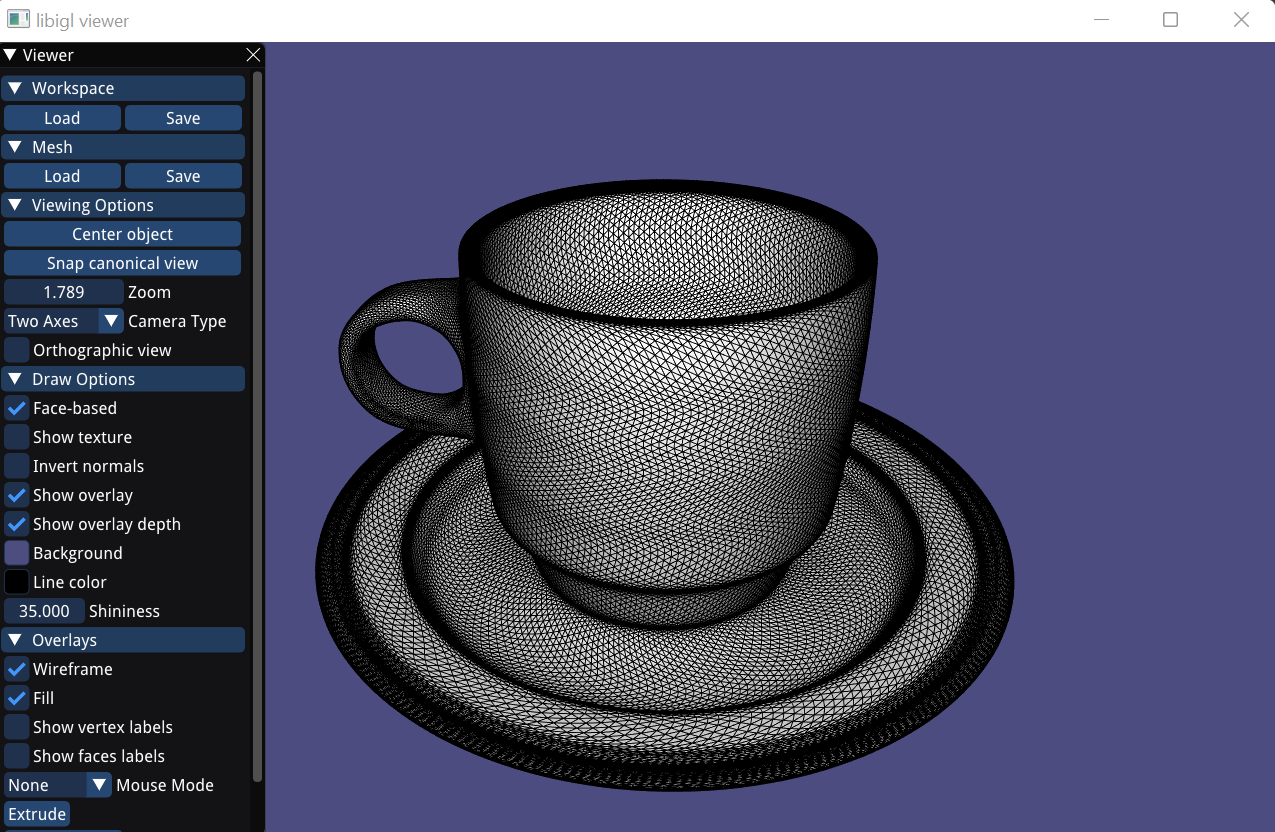 libigl viewer
Viewer
Workspace
Load Save
Mesh
Load Save
Viewing Options
Center object
Snap canonical view
1.789 Zoom
Two Axes Camera Type
Orthographic view
Draw Options
Face-based
Show texture
Invert normals
Show overlay
Show overlay depth
Background
Line color
35.000 Shininess
Overlays
Wireframe
Fill
Show vertex labels
Show faces labels
None Mouse Mode
Extrude